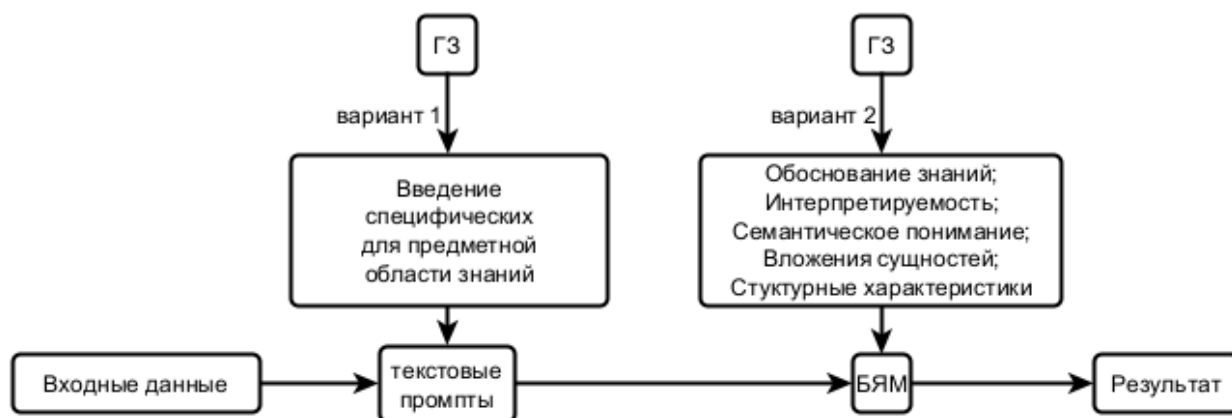 ГЗ
ГЗ
вариант 1
вариант 2
Введение
специфических
для предметной
области знаний
Обоснование знаний;
Интерпретируемость;
Семантическое понимание;
Вложения сущностей;
Стуктурные характеристики
Входные данные
текстовые
промпты
БЯМ
Результат